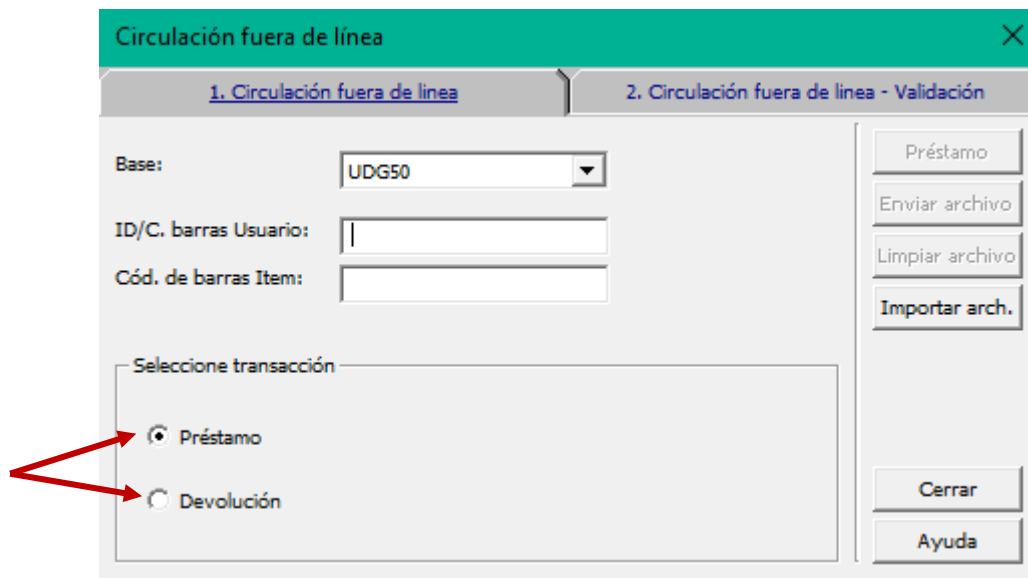 Circulación fuera de línea
1. Circulación fuera de linea
2. Circulación fuera de linea - Validación
Base:
UDG50
ID/C. barras Usuario:
Cód. de barras Item:
Seleccione transacción
Préstamo
Devolución
Préstamo
Enviar archivo
Limpiar archivo
Importar arch.
Cerrar
Ayuda